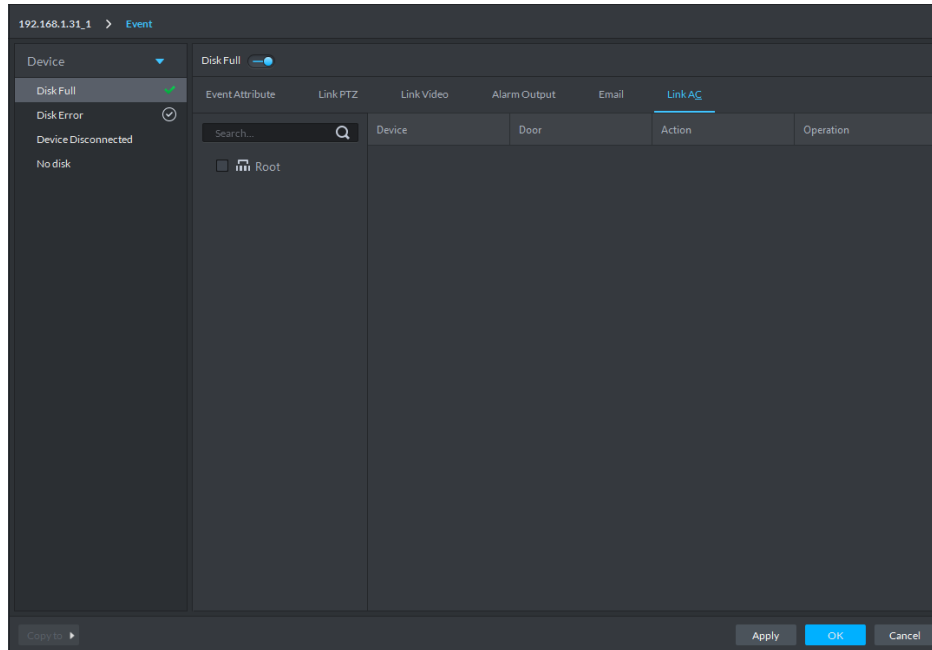 192.168.1.31_1 > Event
Device
Disk Full
Disk Error
Device Disconnected
No disk
Disk Full
Event Attribute Link PTZ Link Video Alarm Output Email Link AC
Search...
Root
Device Door Action Operation
Copy to
Apply OK Cancel